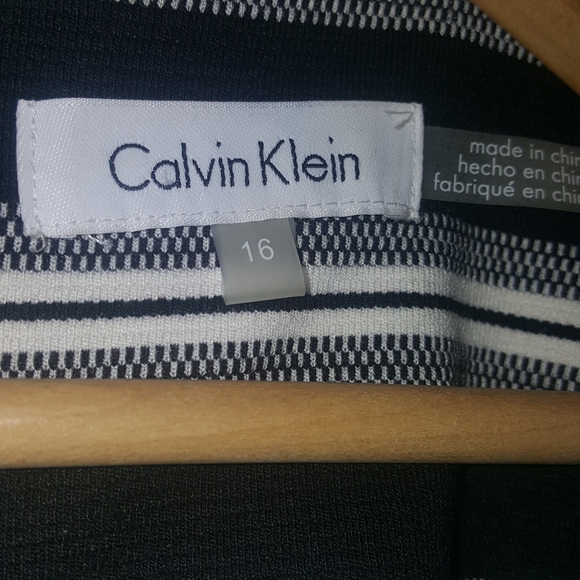 Calvin Klein
16
made in chin
hecho en chin
fabriqué en chi